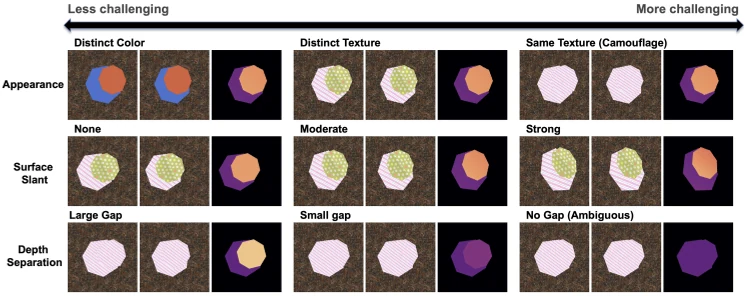 Less challenging More challenging
Distinct Color Distinct Texture Same Texture (Camouflage)
Appearance
None Moderate Strong
Surface
Slant
Large Gap Small gap No Gap (Ambiguous)
Depth
Separation